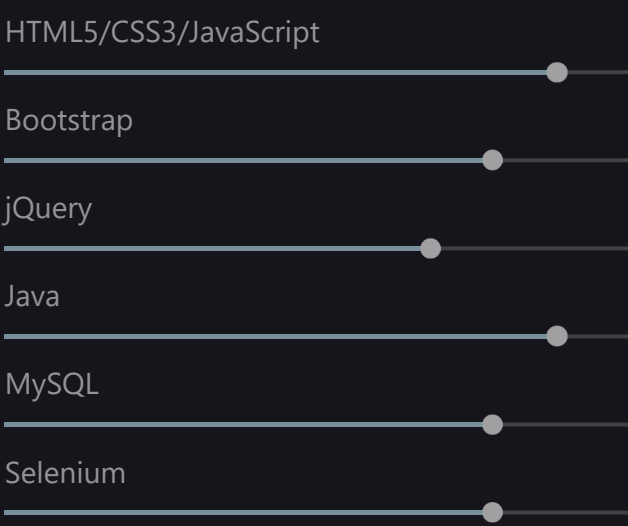 HTML5/CSS3/JavaScript
Bootstrap
jQuery
Java
MySQL
Selenium